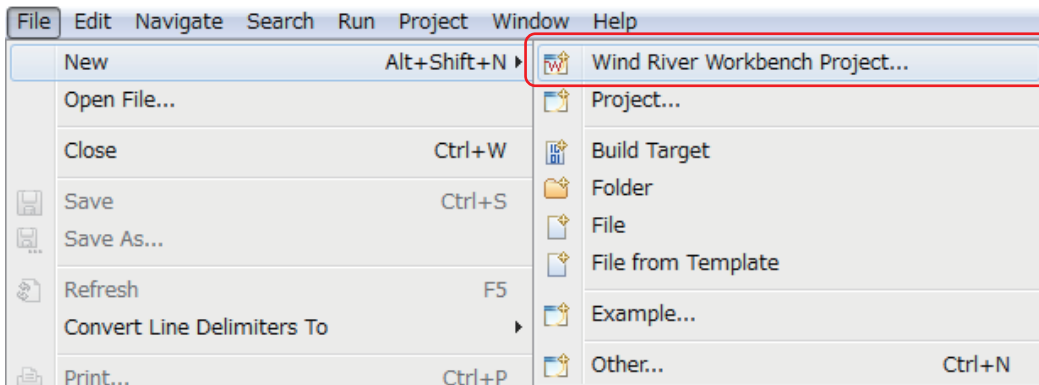 File Edit Navigate Search Run Project Window Help
New Alt+Shift+N
Open File...
Close Ctrl+W
Save Ctrl+S
Save As...
Refresh F5
Convert Line Delimiters To
Print... Ctrl+P
Wind River Workbench Project...
Project...
Build Target
Folder
File
File from Template
Example...
Other... Ctrl+N